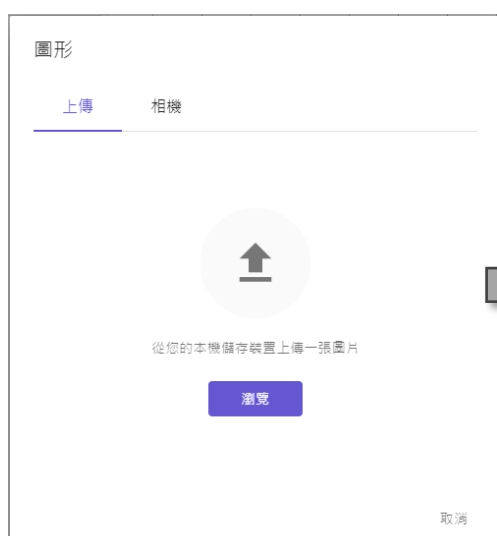 圖形
上傳 相機
從您的本機儲存裝置上傳一張圖片
瀏覽
取消